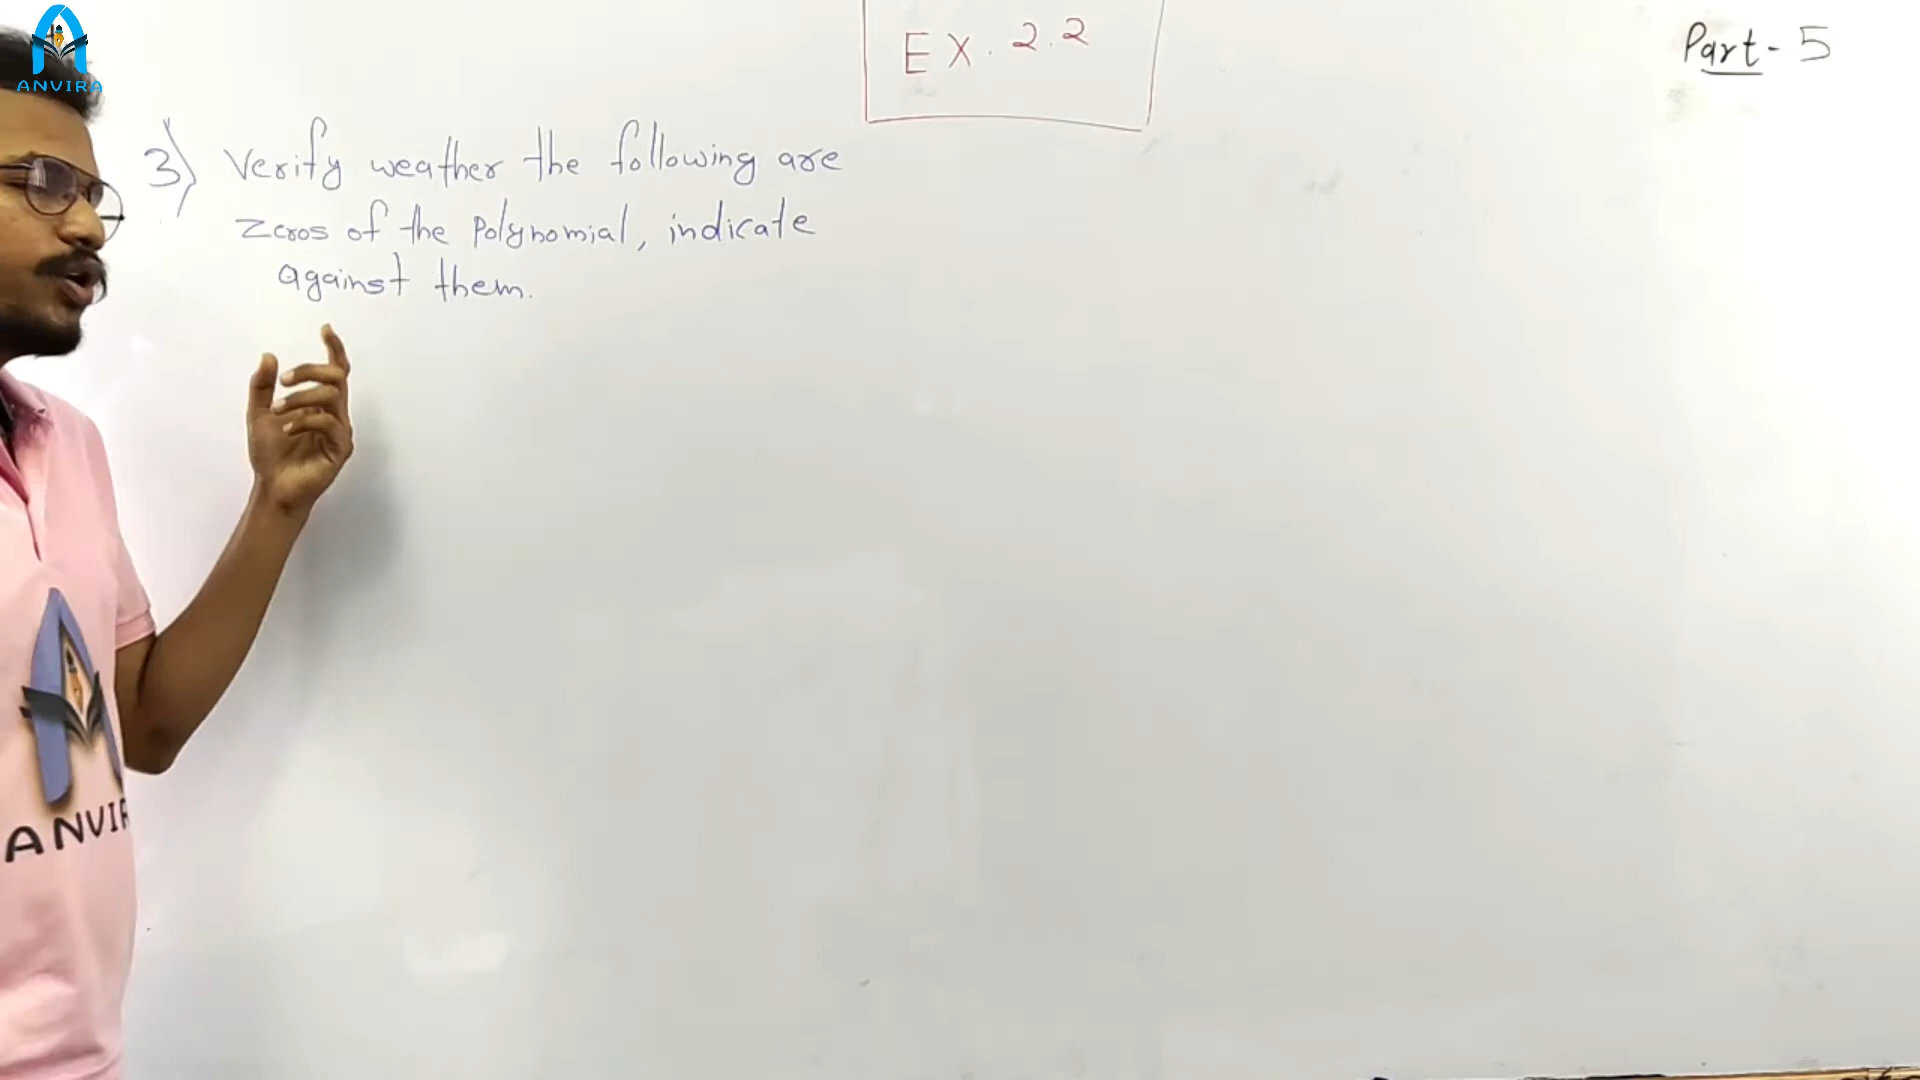 ANVIRA
EX. 2.2
Part - 5
3) Verify weather the following are
zeros of the polynomial, indicate
against them.
ANVIR